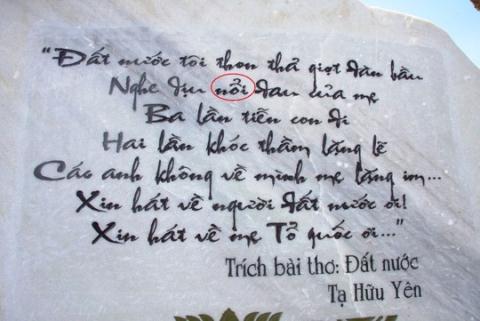 "Đất nước tôi thon thả giọt đàn bầu
Nghe dịu nổi đau của mẹ
Ba lần tiễn con đi
Hai lần khóc thầm lặng lẽ
Các anh không về mình mẹ lặng im...
Xin hát về người đất nước ơi!
Xin hát về mẹ Tổ quốc ơi..."
Trích bài thơ: Đất nước
Tạ Hữu Yên